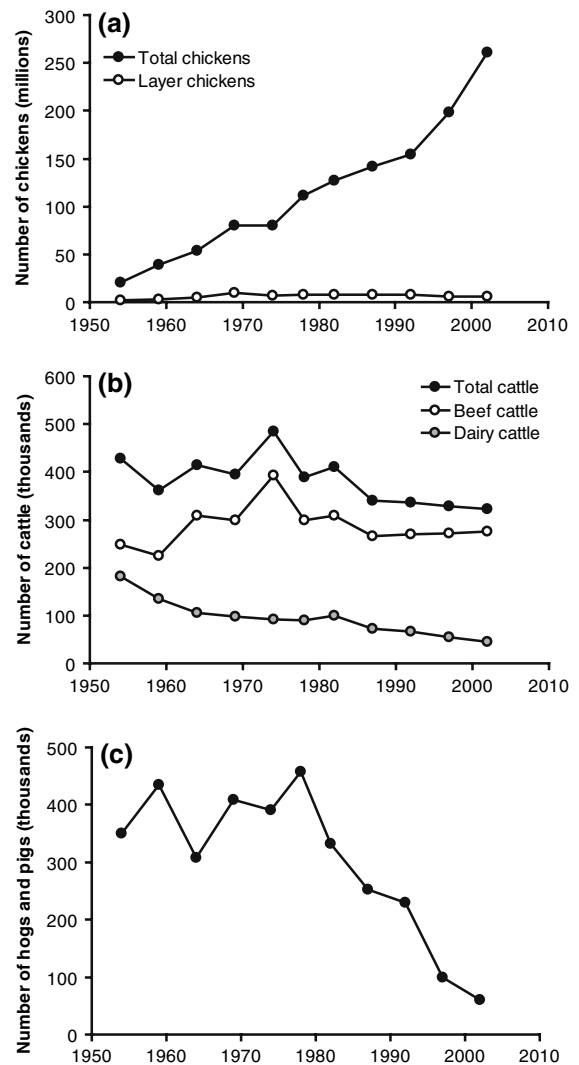 (a)
Number of chickens (millions)
300
250
200
150
100
50
0
Total chickens
Layer chickens
1950 1960 1970 1980 1990 2000 2010
(b)
Number of cattle (thousands)
600
500
400
300
200
100
0
Total cattle
Beef cattle
Dairy cattle
1950 1960 1970 1980 1990 2000 2010
(c)
Number of hogs and pigs (thousands)
500
400
300
200
100
0
1950 1960 1970 1980 1990 2000 2010